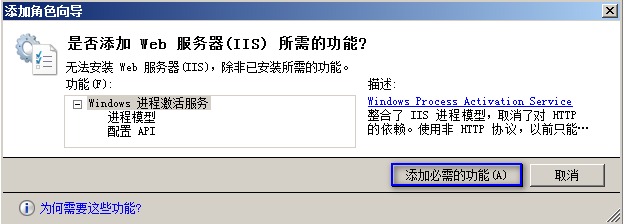 添加角色向导
是否添加 Web 服务器(IIS) 所需的功能?
无法安装 Web 服务器(IIS)，除非已安装所需的功能。
功能(F):
Windows 进程激活服务
进程模型
配置 API
描述:
Windows Process Activation Service
整合了 IIS 进程模型，取消了对 HTTP
的依赖。使用非 HTTP 协议，以前只能…
添加必需的功能(A)
取消
为何需要这些功能?